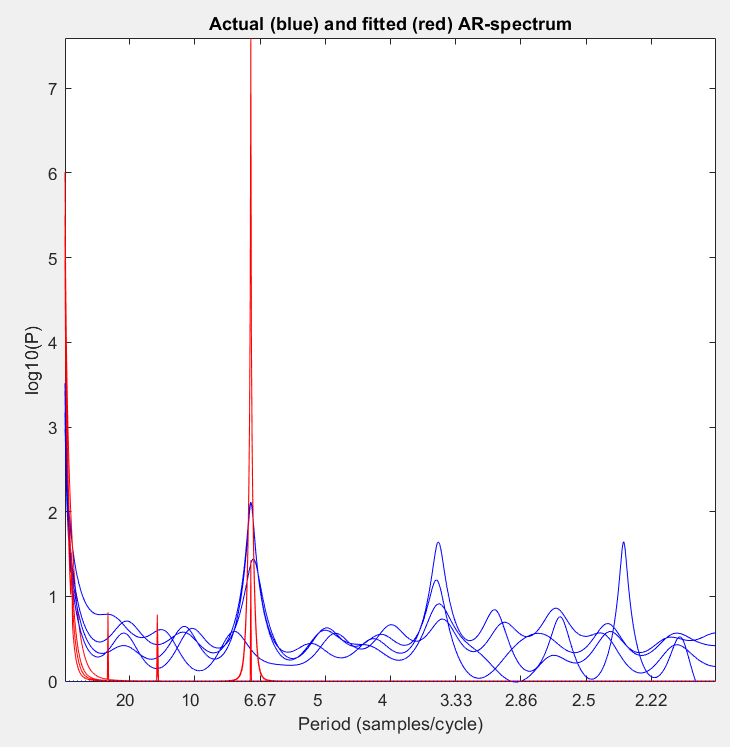 Actual (blue) and fitted (red) AR-spectrum
7
6
5
4
3
2
1
0
log10(P)
20 10 6.67 5 4 3.33 2.86 2.5 2.22
Period (samples/cycle)